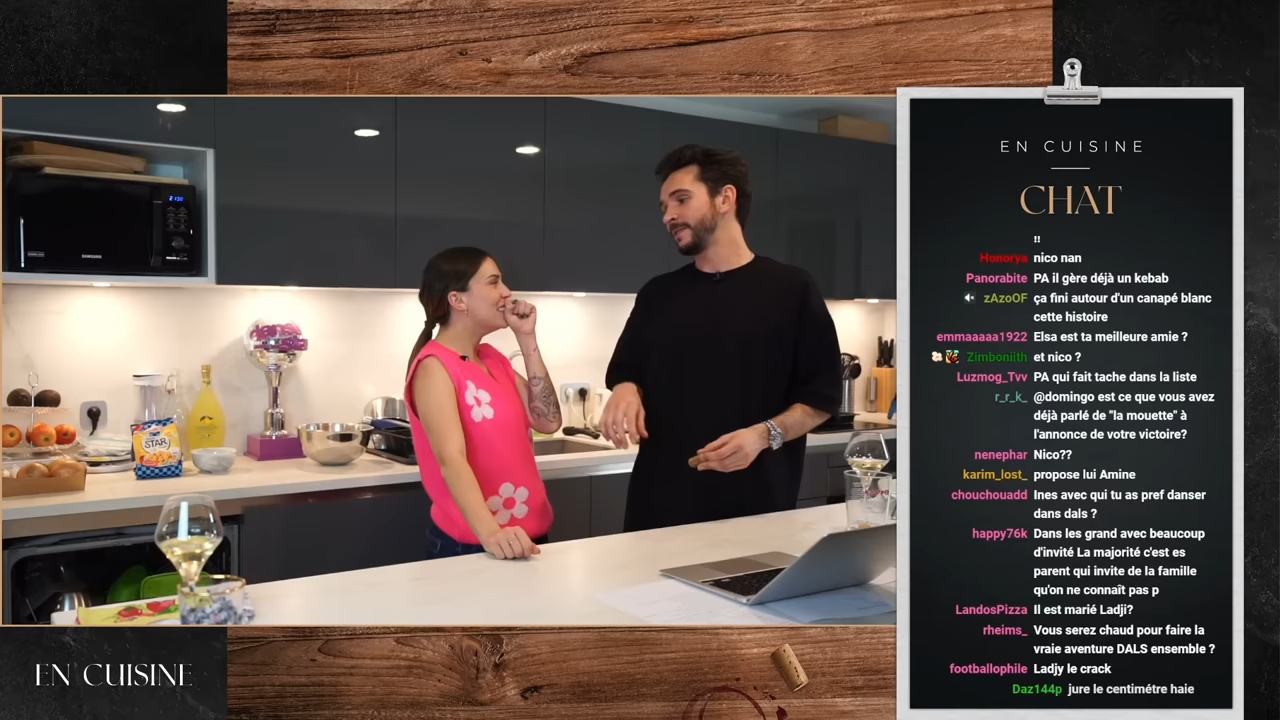 2:130
SAMSUNG
STAR
EN CUISINE
EN CUISINE
CHAT
!!
Honorya nico nan
Panorabite PA il gère déjà un kebab
zAzoOF ça fini autour d'un canapé blanc
cette histoire
emmaaaaa1922 Elsa est ta meilleure amie ?
Zimboniith et nico ?
Luzmog_Tvv PA qui fait tache dans la liste
r_r_k_ @domingo est ce que vous avez
déjà parlé de "la mouette" à
l'annonce de votre victoire?
nenephar Nico??
karim_lost_ propose lui Amine
chouchouadd Ines avec qui tu as pref danser
dans dals ?
happy76k Dans les grand avec beaucoup
d'invité La majorité c'est es
parent qui invite de la famille
qu'on ne connaît pas p
LandosPizza Il est marié Ladji?
rheims_ Vous serez chaud pour faire la
vraie aventure DALS ensemble ?
footballophile Ladjy le crack
Daz144p jure le centimétre haie